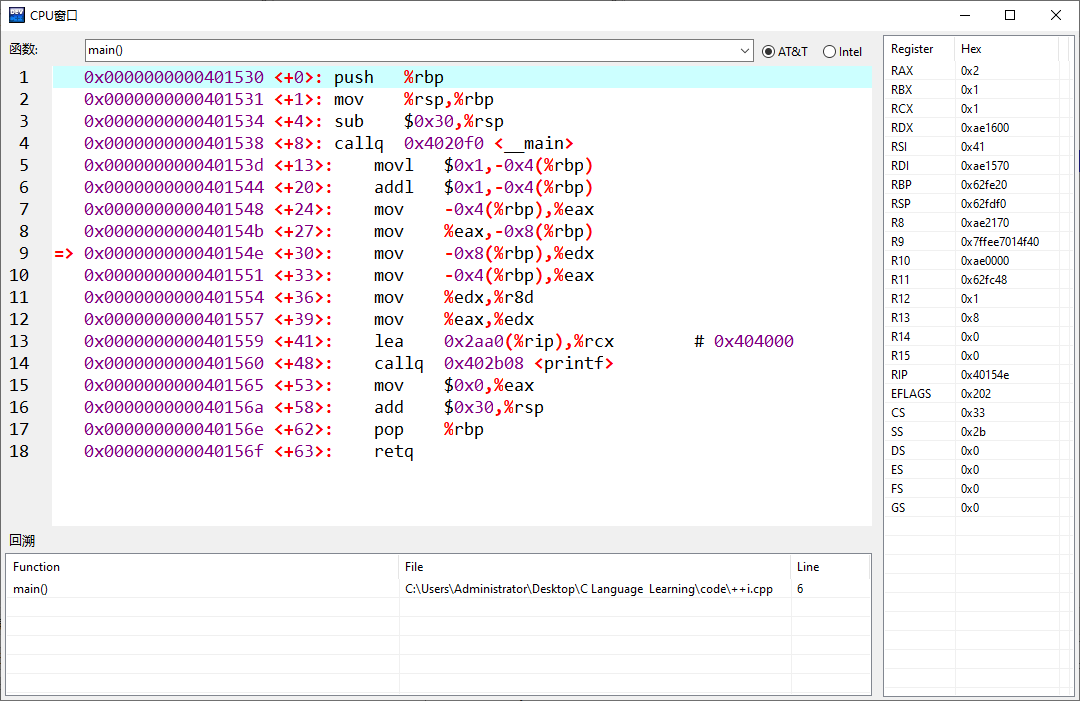 CPU窗口
函数: main() AT&T Intel
1 0x0000000000401530 <+0>: push %rbp
2 0x0000000000401531 <+1>: mov %rsp,%rbp
3 0x0000000000401534 <+4>: sub $0x30,%rsp
4 0x0000000000401538 <+8>: callq 0x4020f0 <__main>
5 0x000000000040153d <+13>: movl $0x1,-0x4(%rbp)
6 0x0000000000401544 <+20>: addl $0x1,-0x4(%rbp)
7 0x0000000000401548 <+24>: mov -0x4(%rbp),%eax
8 0x000000000040154b <+27>: mov %eax,-0x8(%rbp)
9 => 0x000000000040154e <+30>: mov -0x8(%rbp),%edx
10 0x0000000000401551 <+33>: mov -0x4(%rbp),%eax
11 0x0000000000401554 <+36>: mov %edx,%r8d
12 0x0000000000401557 <+39>: mov %eax,%edx
13 0x0000000000401559 <+41>: lea 0x2aa0(%rip),%rcx # 0x404000
14 0x0000000000401560 <+48>: callq 0x402b08 <printf>
15 0x0000000000401565 <+53>: mov $0x0,%eax
16 0x000000000040156a <+58>: add $0x30,%rsp
17 0x000000000040156e <+62>: pop %rbp
18 0x000000000040156f <+63>: retq
回溯
Function File Line
main() C:\Users\Administrator\Desktop\C Language Learning\code\++i.cpp 6
Register Hex
RAX 0x2
RBX 0x1
RCX 0x1
RDX 0xae1600
RSI 0x41
RDI 0xae1570
RBP 0x62fe20
RSP 0x62fdf0
R8 0xae2170
R9 0x7ffee7014f40
R10 0xae0000
R11 0x62fc48
R12 0x1
R13 0x8
R14 0x0
R15 0x0
RIP 0x40154e
EFLAGS 0x202
CS 0x33
SS 0x2b
DS 0x0
ES 0x0
FS 0x0
GS 0x0